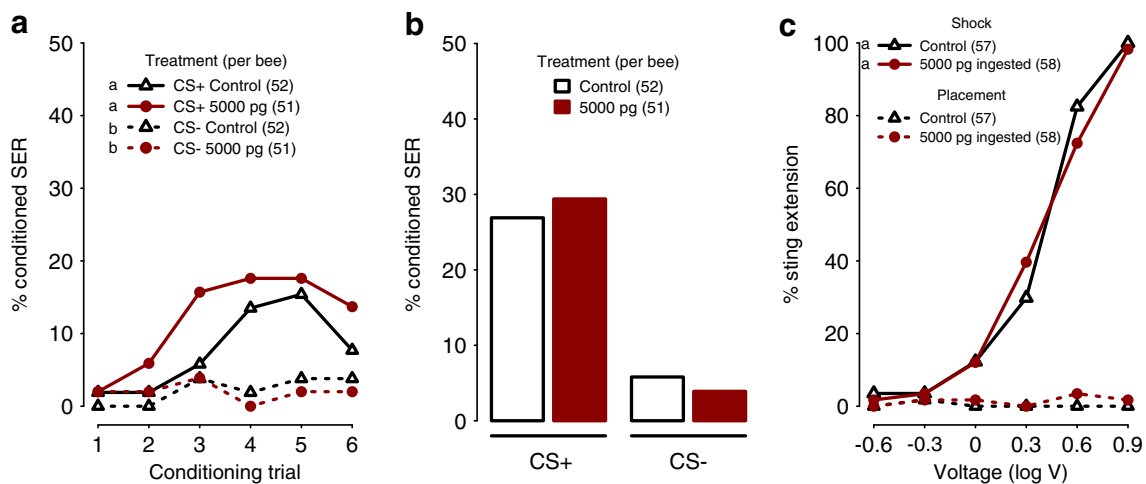 a
50
40
30
20
10
0
% conditioned SER
Treatment (per bee)
a CS+ Control (52)
a CS+ 5000 pg (51)
b CS- Control (52)
b CS- 5000 pg (51)
1 2 3 4 5 6
Conditioning trial
b
50
40
30
20
10
0
% conditioned SER
Treatment (per bee)
Control (52)
5000 pg (51)
CS+ CS-
c
100
80
60
40
20
0
% sting extension
Shock
a Control (57)
a 5000 pg ingested (58)
Placement
Control (57)
5000 pg ingested (58)
-0.6 -0.3 0 0.3 0.6 0.9
Voltage (log V)